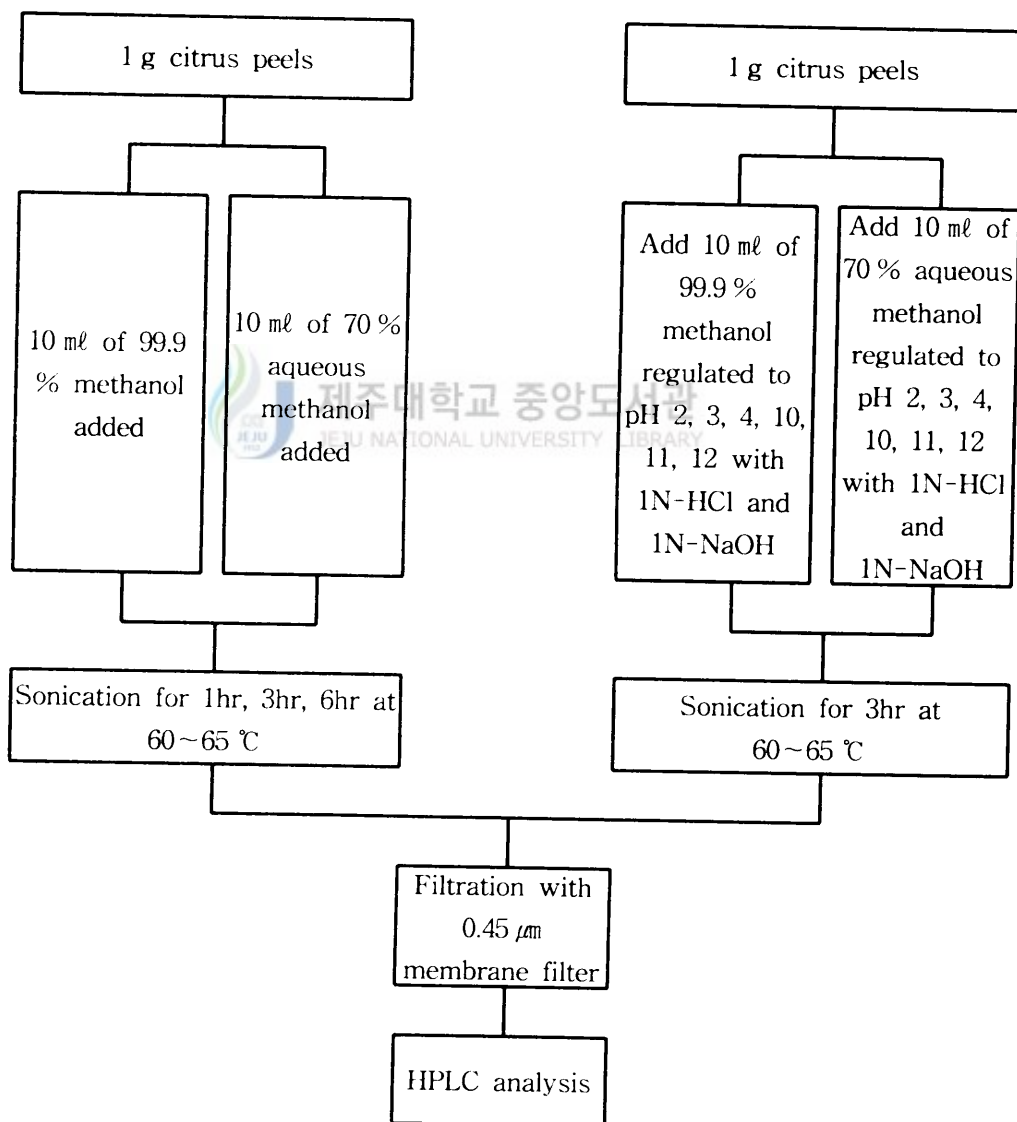 1 g citrus peels
1 g citrus peels
10 ㎖ of 99.9
% methanol
added
10 ㎖ of 70 %
aqueous
methanol
added
Add 10 ㎖ of
99.9 %
methanol
regulated to
pH 2, 3, 4, 10,
11, 12 with
1N-HCl and
1N-NaOH
Add 10 ㎖ of
70 % aqueous
methanol
regulated to
pH 2, 3, 4,
10, 11, 12
with 1N-HCl
and
1N-NaOH
제주대학교 중앙도서관
JEJU NATIONAL UNIVERSITY LIBRARY
JEJU
1952
Sonication for 1hr, 3hr, 6hr at
60~65 ℃
Sonication for 3hr at
60~65 ℃
Filtration with
0.45 ㎛
membrane filter
HPLC analysis